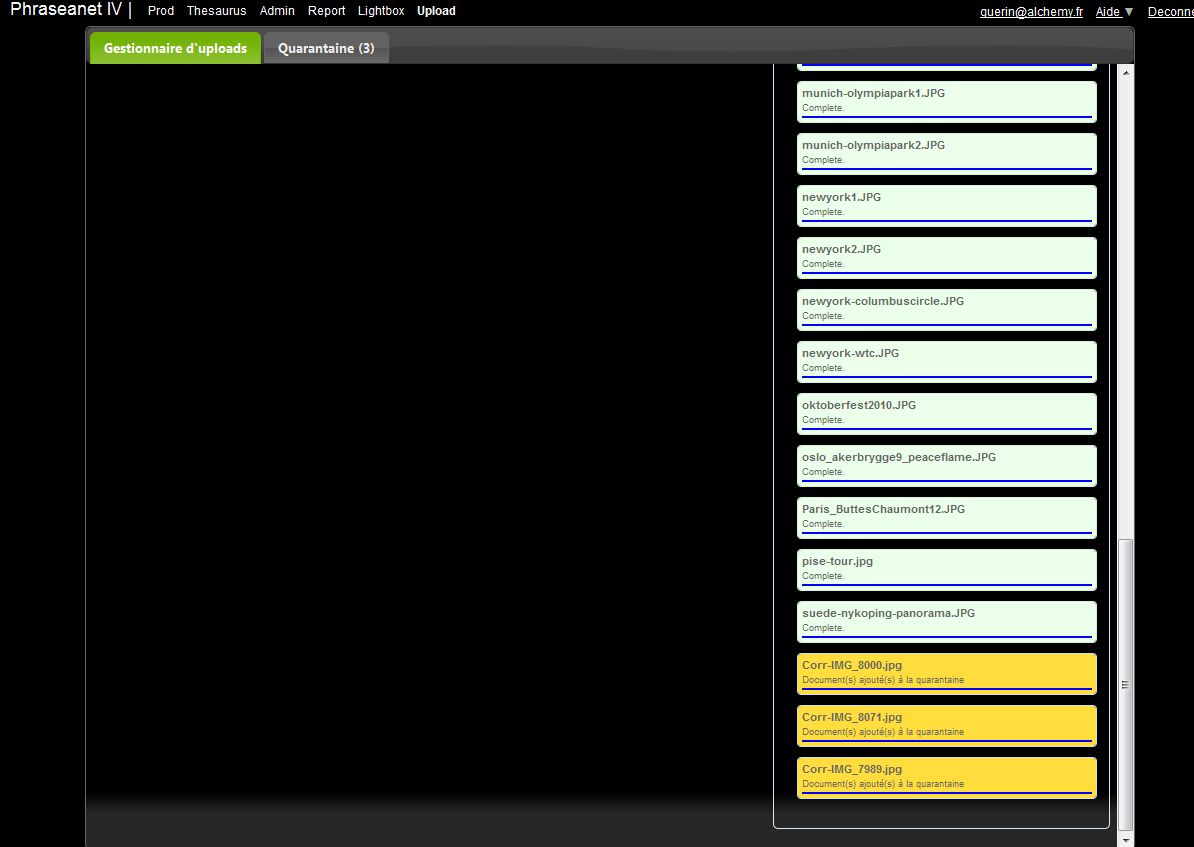 Phraseanet IV | Prod Thesaurus Admin Report Lightbox Upload querin@alchemy.fr Aide ▼ Deconne
Gestionnaire d'uploads Quarantaine (3)
munich-olympiapark1.JPG
Complete.
munich-olympiapark2.JPG
Complete.
newyork1.JPG
Complete.
newyork2.JPG
Complete.
newyork-columbuscircle.JPG
Complete.
newyork-wtc.JPG
Complete.
oktoberfest2010.JPG
Complete.
oslo_akerbrygge9_peaceflame.JPG
Complete.
Paris_ButtesChaumont12.JPG
Complete.
pise-tour.jpg
Complete.
suede-nykoping-panorama.JPG
Complete.
Corr-IMG_8000.jpg
Document(s) ajouté(s) à la quarantaine
Corr-IMG_8071.jpg
Document(s) ajouté(s) à la quarantaine
Corr-IMG_7989.jpg
Document(s) ajouté(s) à la quarantaine